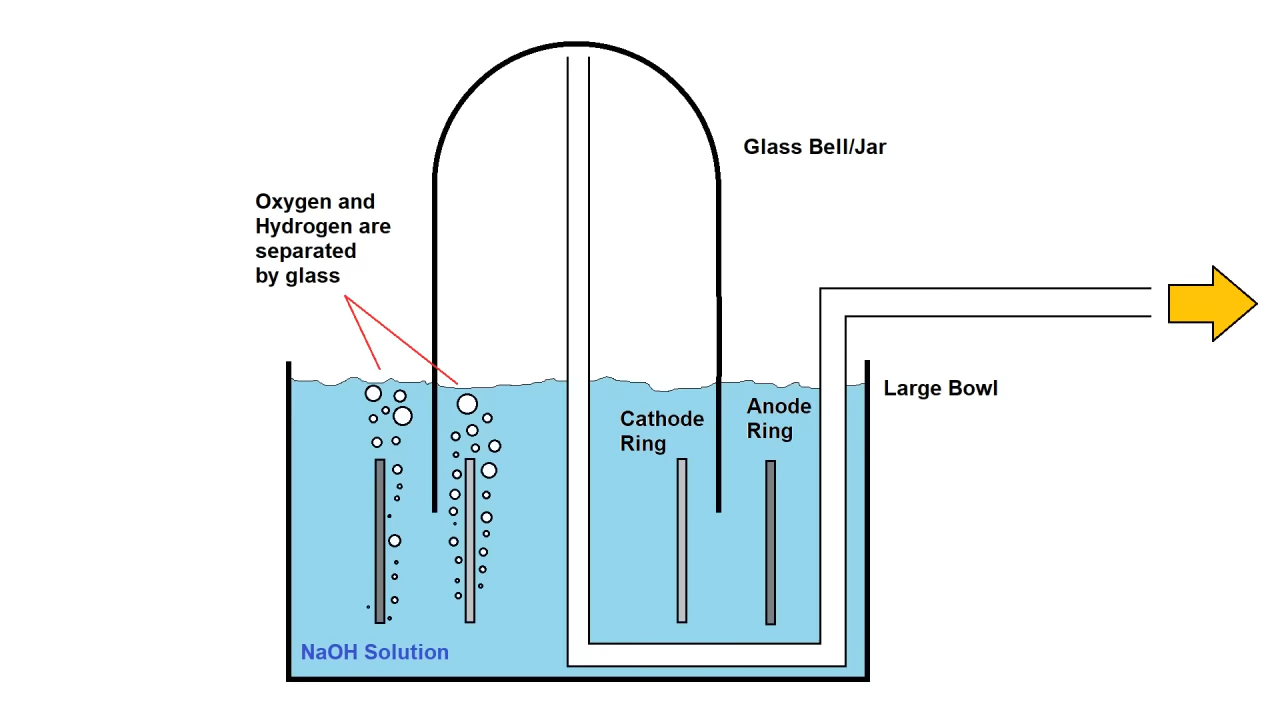 Glass Bell/Jar
Oxygen and
Hydrogen are
separated
by glass
Large Bowl
Cathode
Ring
Anode
Ring
NaOH Solution